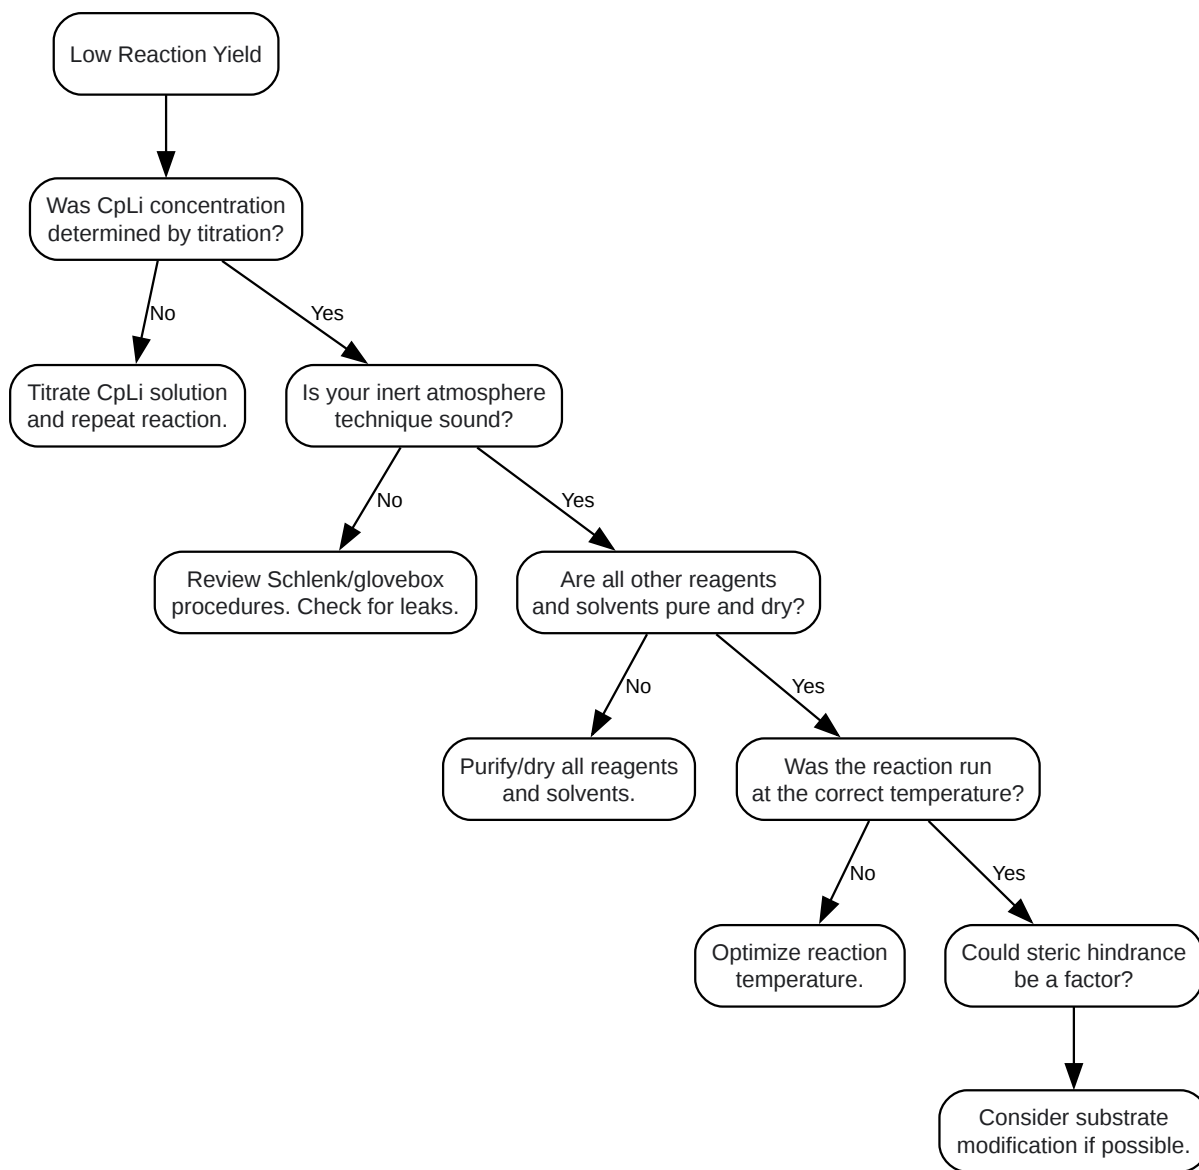 Low Reaction Yield
Was CpLi concentration
determined by titration?
No
Yes
Titrate CpLi solution
and repeat reaction.
Is your inert atmosphere
technique sound?
No
Yes
Review Schlenk/glovebox
procedures. Check for leaks.
Are all other reagents
and solvents pure and dry?
No
Yes
Purify/dry all reagents
and solvents.
Was the reaction run
at the correct temperature?
No
Yes
Optimize reaction
temperature.
Could steric hindrance
be a factor?
Consider substrate
modification if possible.